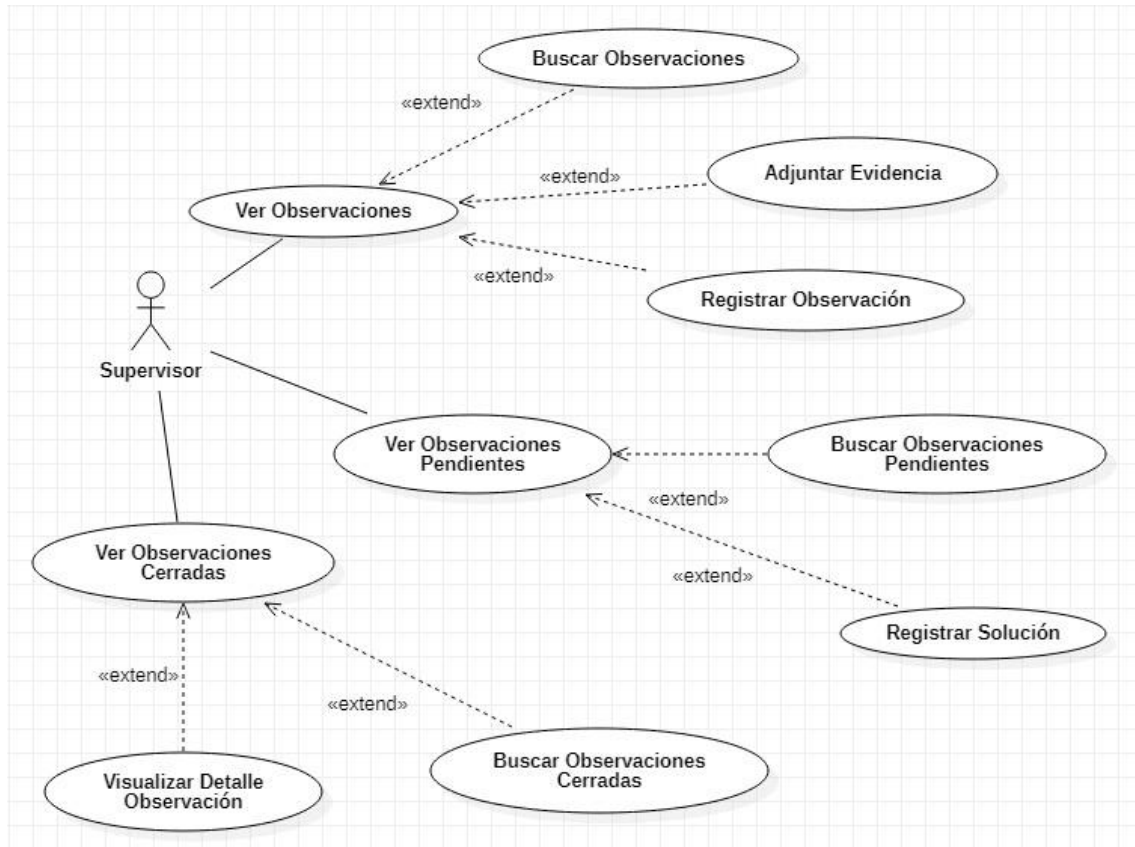 Buscar Observaciones
«extend»
Adjuntar Evidencia
«extend»
Ver Observaciones
«extend»
Registrar Observación
Supervisor
Ver Observaciones
Pendientes
Buscar Observaciones
Pendientes
«extend»
Ver Observaciones
Cerradas
«extend»
Registrar Solución
«extend»
«extend»
Visualizar Detalle
Observación
Buscar Observaciones
Cerradas